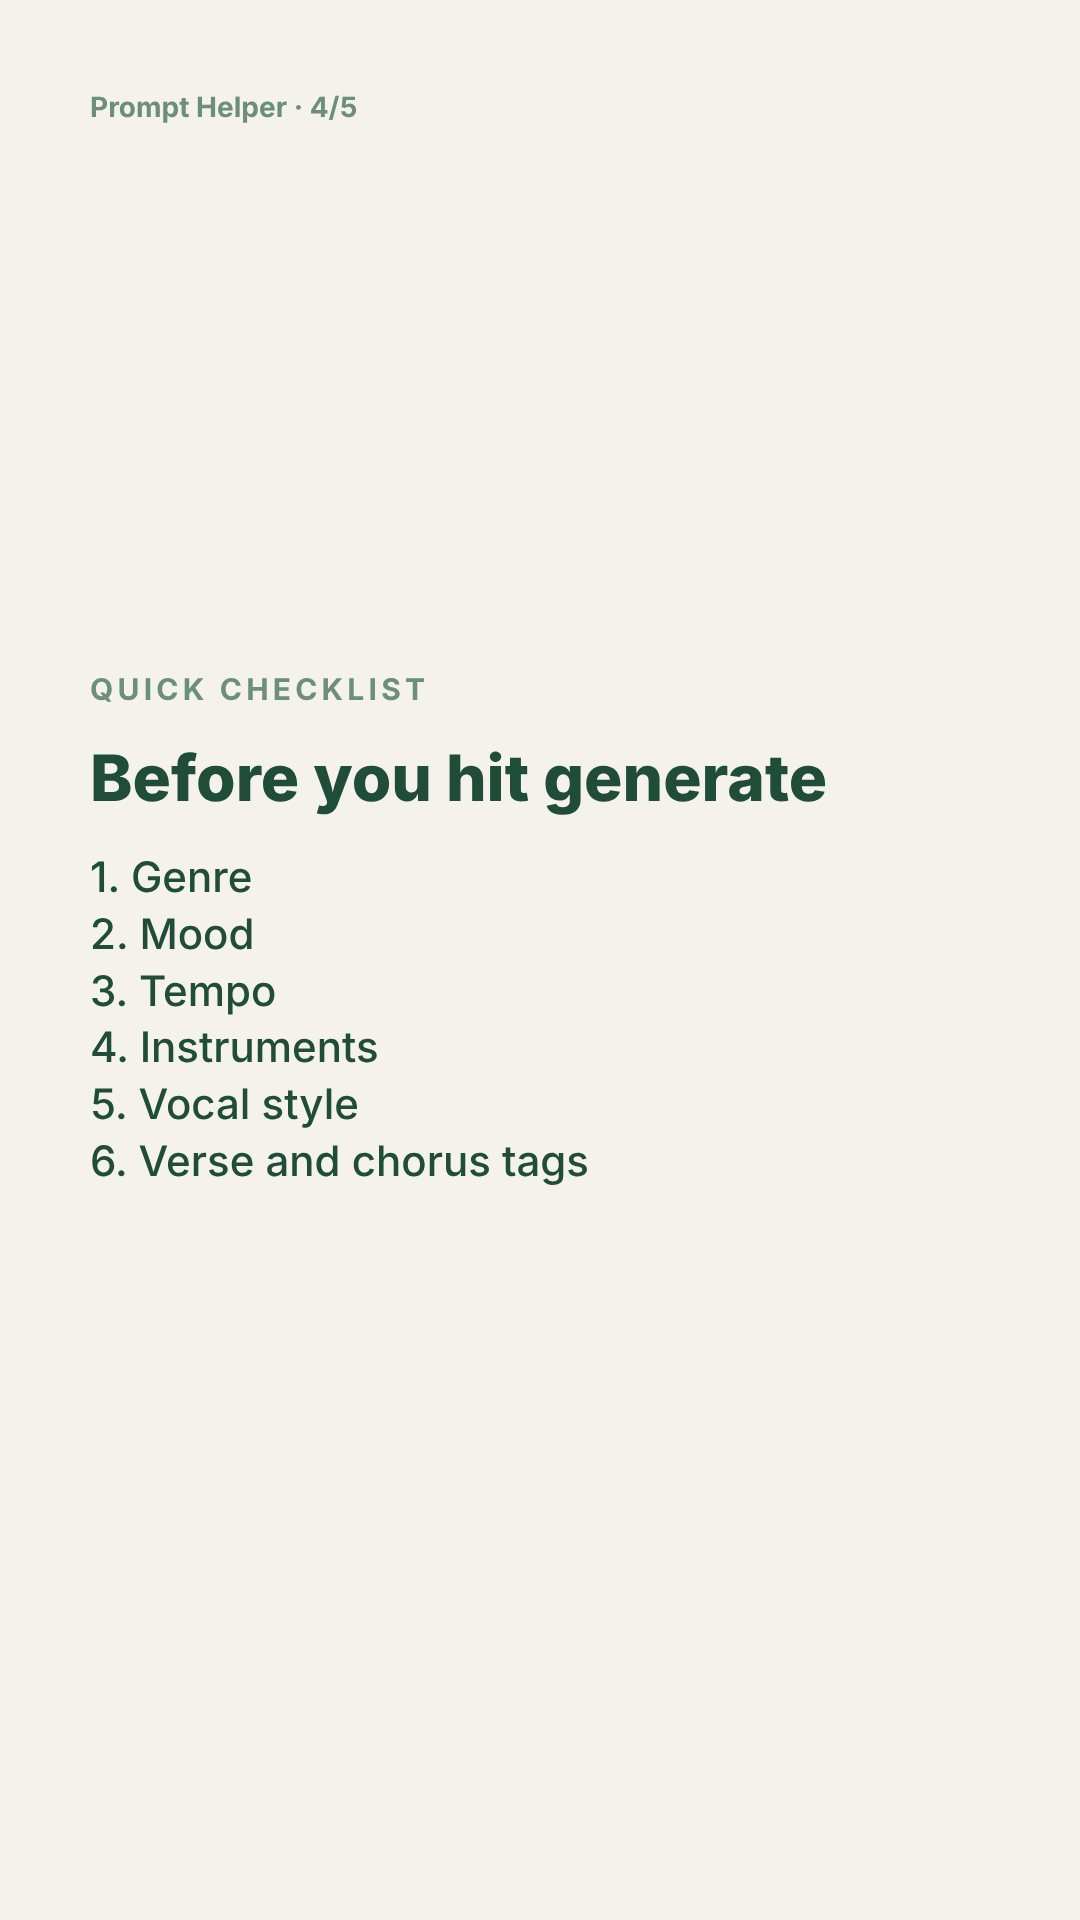 Prompt Helper · 4/5
QUICK CHECKLIST
Before you hit generate
1. Genre
2. Mood
3. Tempo
4. Instruments
5. Vocal style
6. Verse and chorus tags